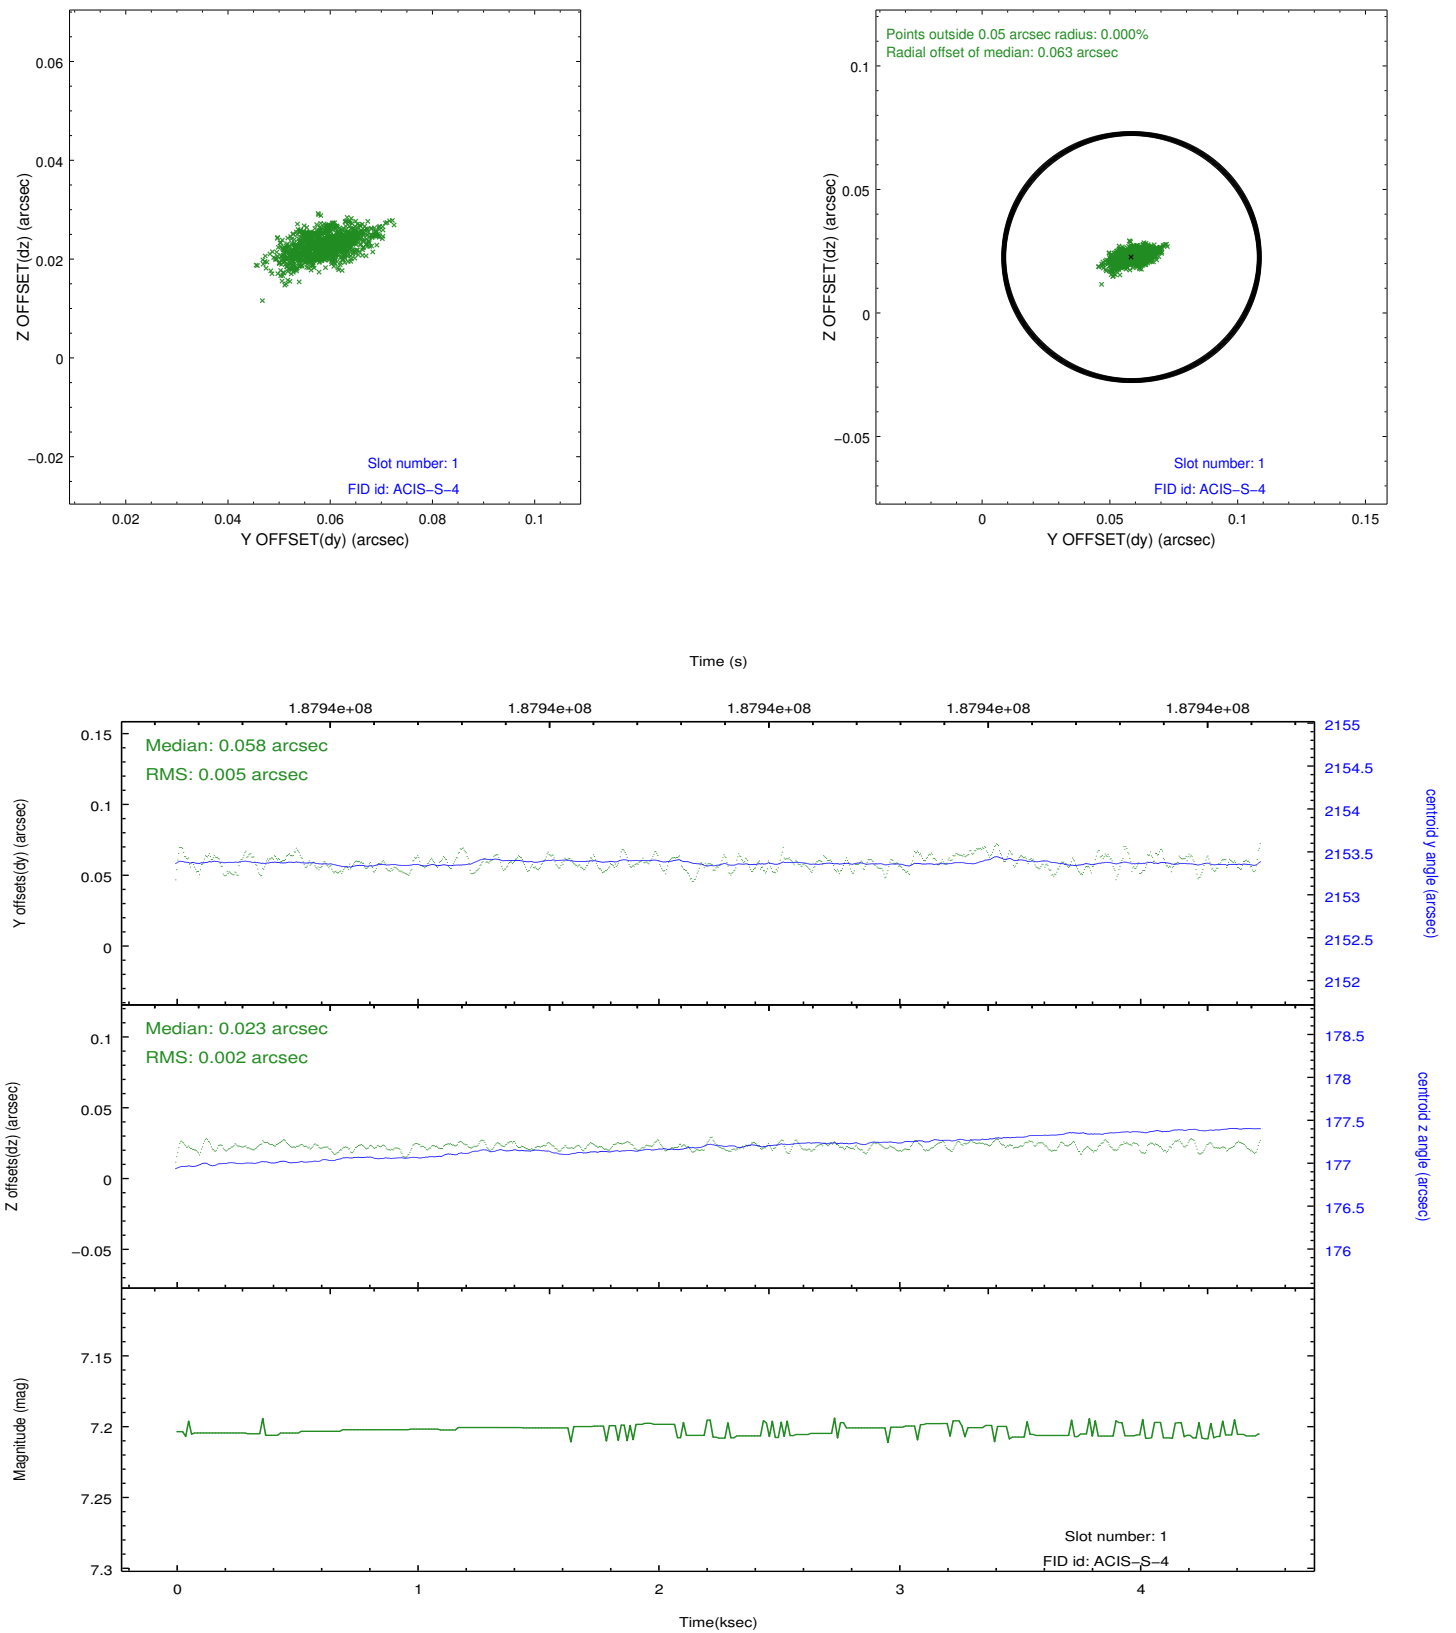 0.06
0.04
0.02
0
−0.02
Z OFFSET(dz) (arcsec)
Slot number: 1
FID id: ACIS−S−4
0.02
0.04
0.06
0.08
0.1
Y OFFSET(dy) (arcsec)
Points outside 0.05 arcsec radius: 0.000%
Radial offset of median: 0.063 arcsec
0.1
0.05
0
−0.05
Z OFFSET(dz) (arcsec)
Slot number: 1
FID id: ACIS−S−4
0
0.05
0.1
0.15
Y OFFSET(dy) (arcsec)
Time (s)
1.8794e+08
1.8794e+08
1.8794e+08
1.8794e+08
1.8794e+08
Median: 0.058 arcsec
RMS: 0.005 arcsec
0.15
0.1
0.05
0
Y offsets(dy) (arcsec)
2155
2154.5
2154
2153.5
2153
2152.5
2152
centroid y angle (arcsec)
Median: 0.023 arcsec
RMS: 0.002 arcsec
0.1
0.05
0
−0.05
Z offsets(dz) (arcsec)
178.5
178
177.5
177
176.5
176
centroid z angle (arcsec)
7.15
7.2
7.25
7.3
Magnitude (mag)
Slot number: 1
FID id: ACIS−S−4
0
1
2
3
4
Time(ksec)